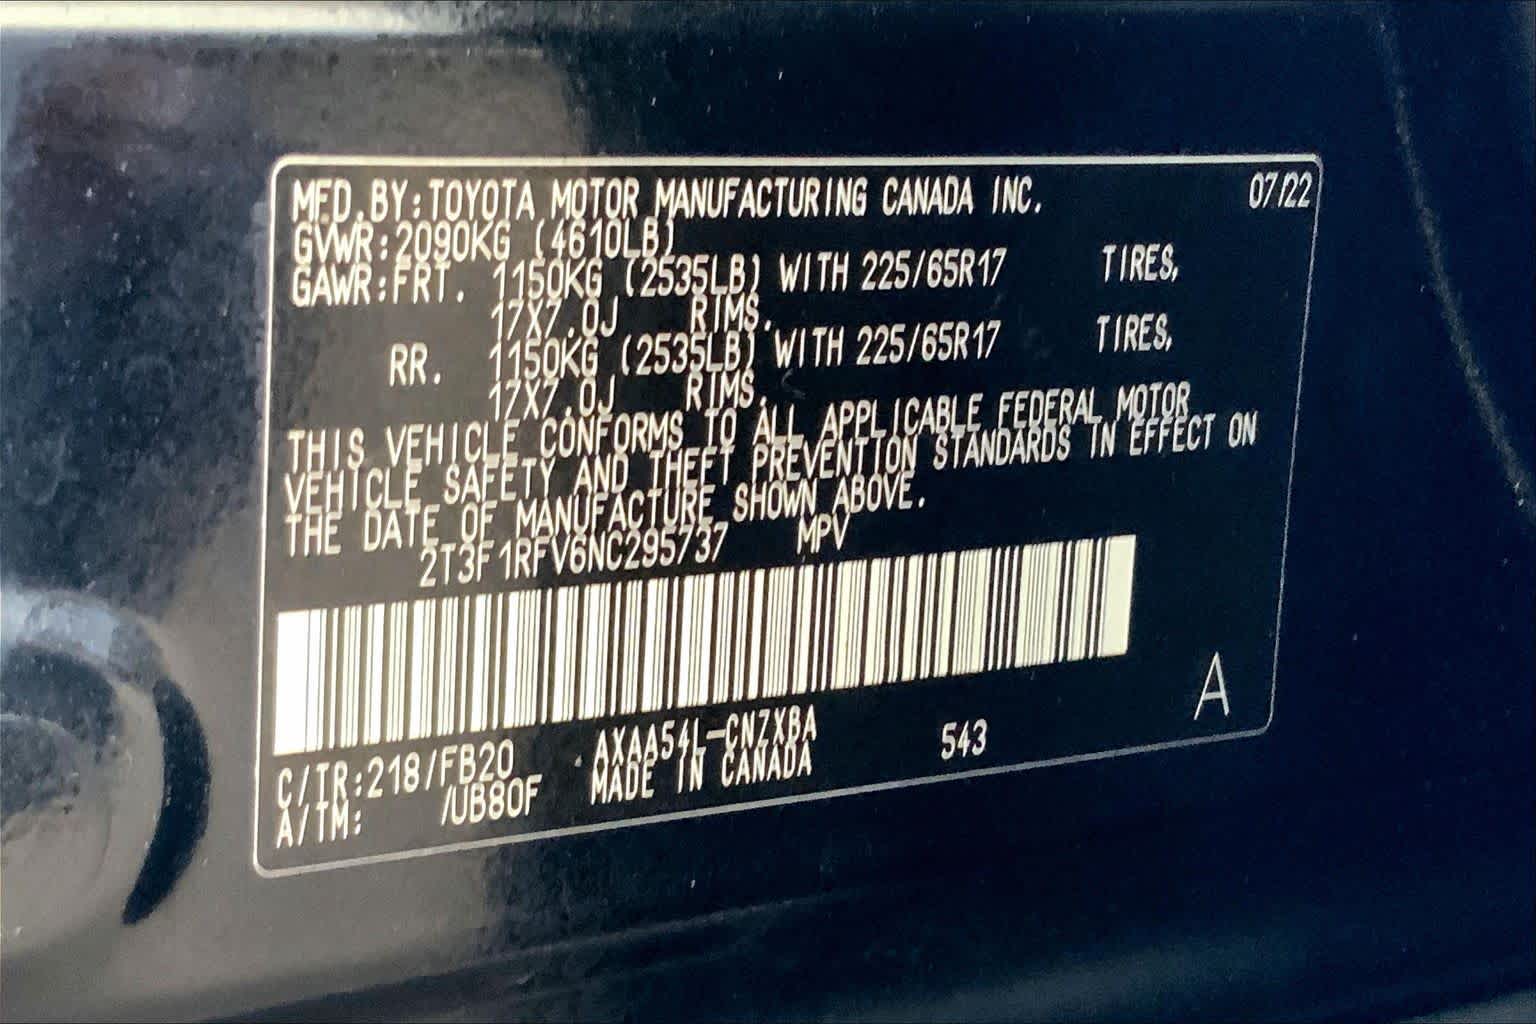 MFD.BY:TOYOTA MOTOR MANUFACTURING CANADA INC. 07/22
GVWR:2090KG (4610LB)
GAWR:FRT. 1150KG (2535LB) WITH 225/65R17 TIRES,
17X7.0J RIMS.
RR. 1150KG (2535LB) WITH 225/65R17 TIRES,
17X7.0J RIMS.
THIS VEHICLE CONFORMS TO ALL APPLICABLE FEDERAL MOTOR
VEHICLE SAFETY AND THEFT PREVENTION STANDARDS IN EFFECT ON
THE DATE OF MANUFACTURE SHOWN ABOVE.
2T3F1RFV6NC295737 MPV
A
C/TR:218/FB20 AXAA54L-CNZXBA 543
A/TM: /UB80F MADE IN CANADA